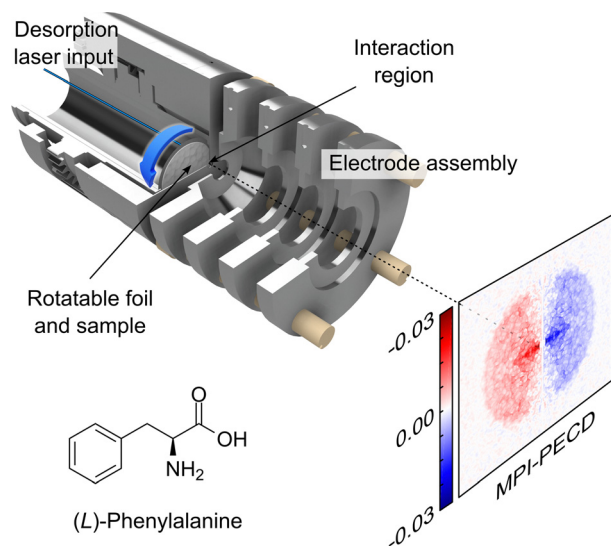 Desorption
laser input
Interaction
region
Electrode assembly
Rotatable foil
and sample
-0.03
0.00
-0.03
MPI-PECD
O
OH
NH2
(L)-Phenylalanine